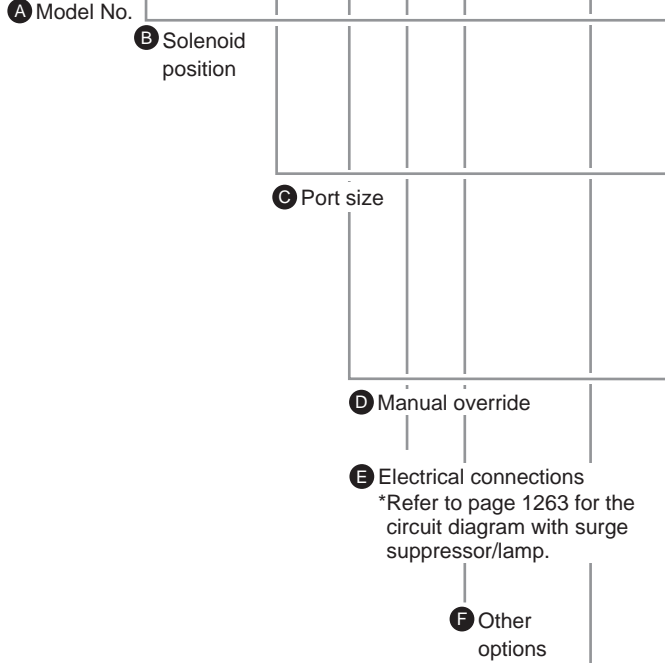 A Model No.
B Solenoid
position
C Port size
D Manual override
E Electrical connections
*Refer to page 1263 for the
circuit diagram with surge
suppressor/lamp.
F Other
options